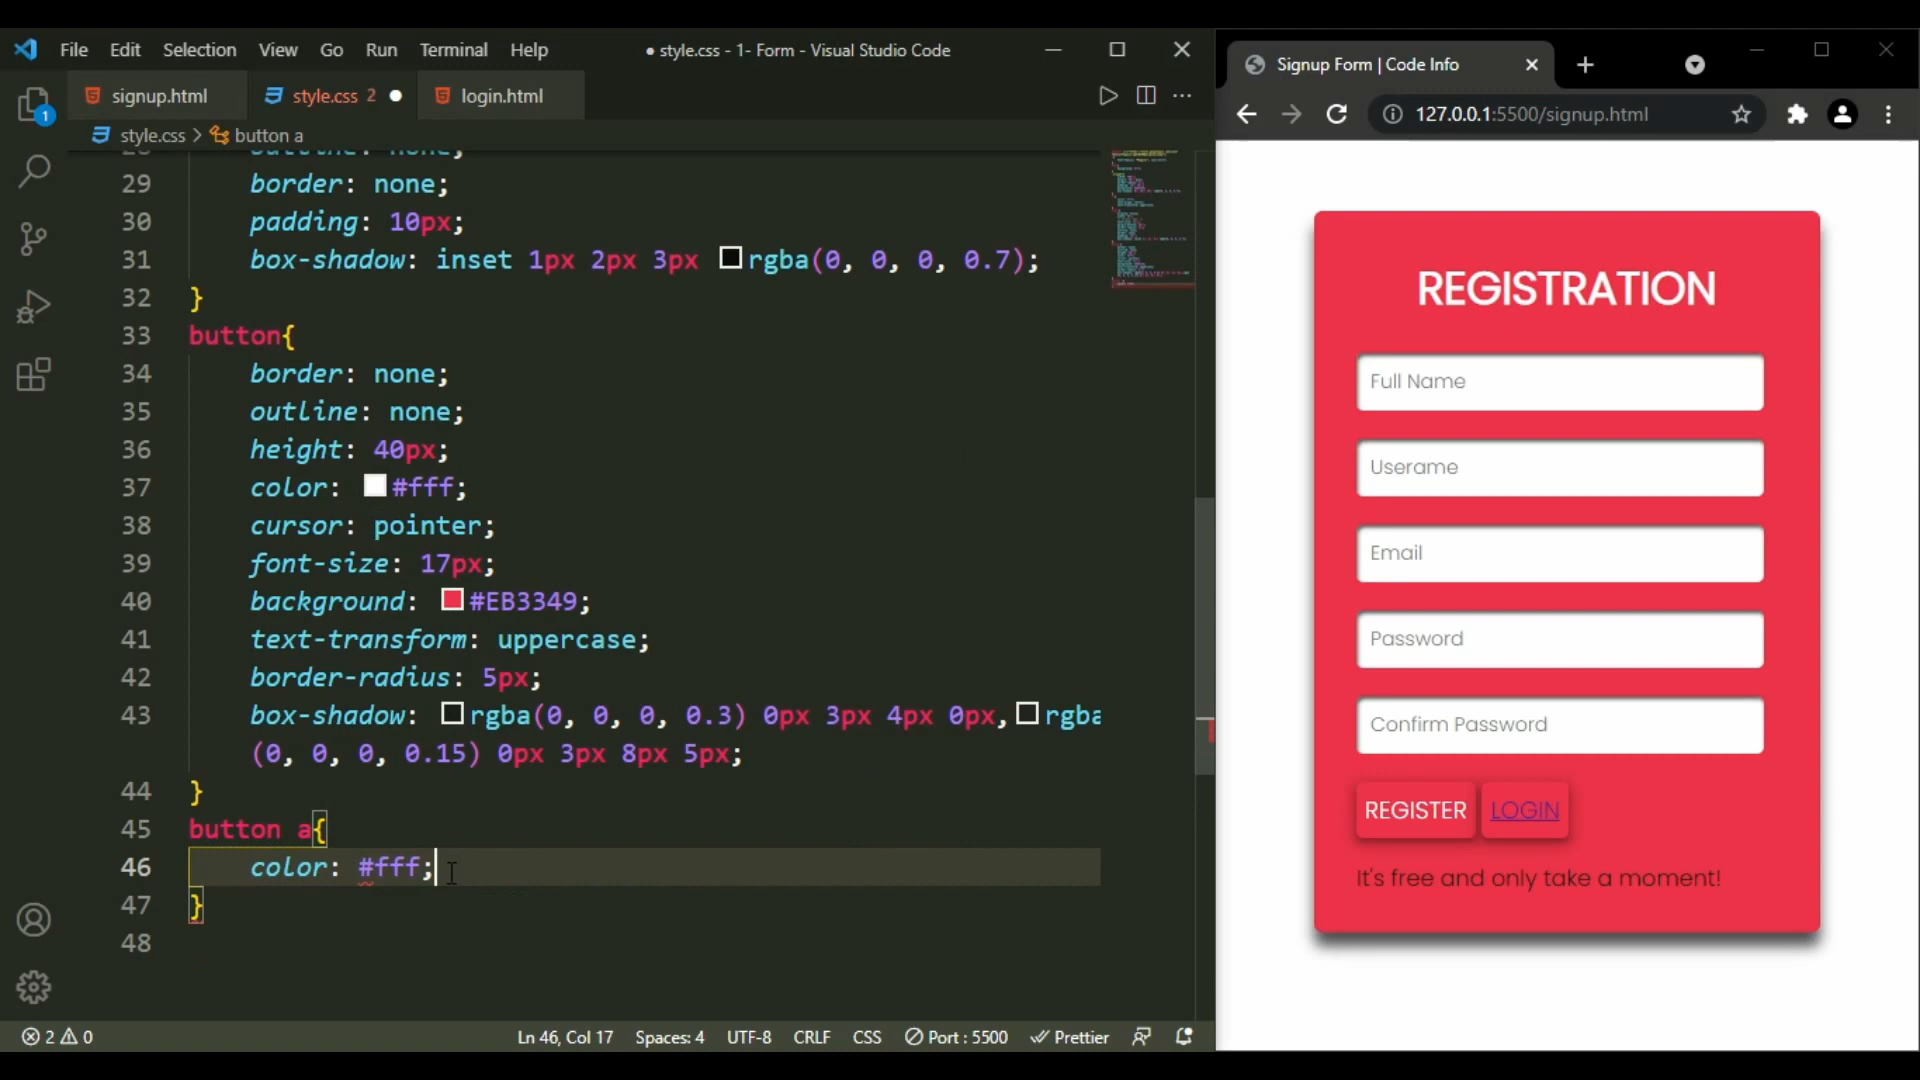 File Edit Selection View Go Run Terminal Help
● style.css - 1- Form - Visual Studio Code
signup.html
style.css 2 ●
login.html
style.css > button a
29 border: none;
30 padding: 10px;
31 box-shadow: inset 1px 2px 3px rgba(0, 0, 0, 0.7);
32 }
33 button{
34 border: none;
35 outline: none;
36 height: 40px;
37 color: #fff;
38 cursor: pointer;
39 font-size: 17px;
40 background: #EB3349;
41 text-transform: uppercase;
42 border-radius: 5px;
43 box-shadow: rgba(0, 0, 0, 0.3) 0px 3px 4px 0px,rgba
(0, 0, 0, 0.15) 0px 3px 8px 5px;
44 }
45 button a{
46 color: #fff;
47 }
48
1
2 0
Ln 46, Col 17 Spaces: 4 UTF-8 CRLF CSS Port : 5500 Prettier
Signup Form | Code Info
127.0.0.1:5500/signup.html
REGISTRATION
Full Name
Userame
Email
Password
Confirm Password
REGISTER LOGIN
It's free and only take a moment!